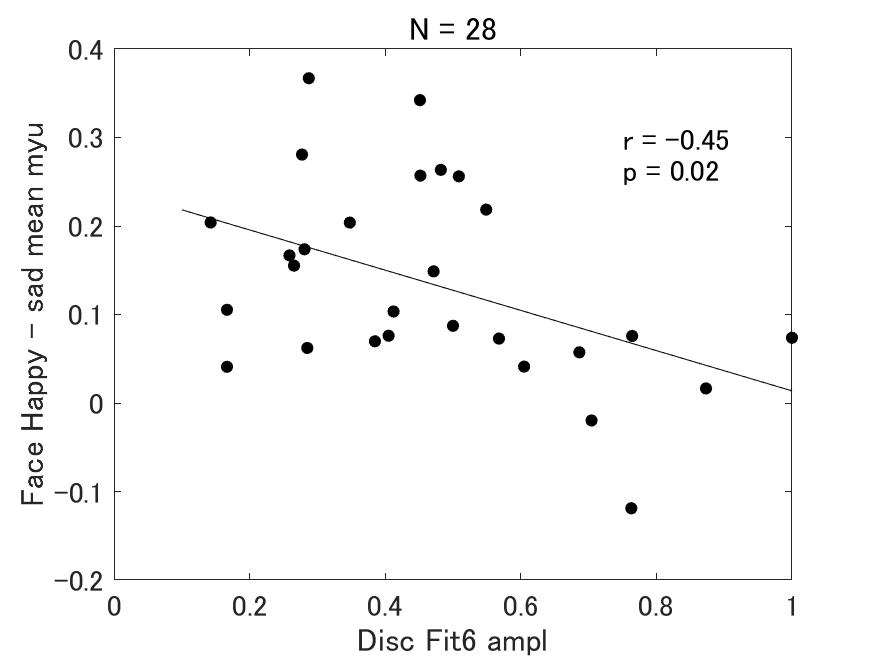 N = 28
0.4
0.3
0.2
0.1
0
−0.1
−0.2
r = −0.45
p = 0.02
Face Happy − sad mean myu
0 0.2 0.4 0.6 0.8 1
Disc Fit6 ampl